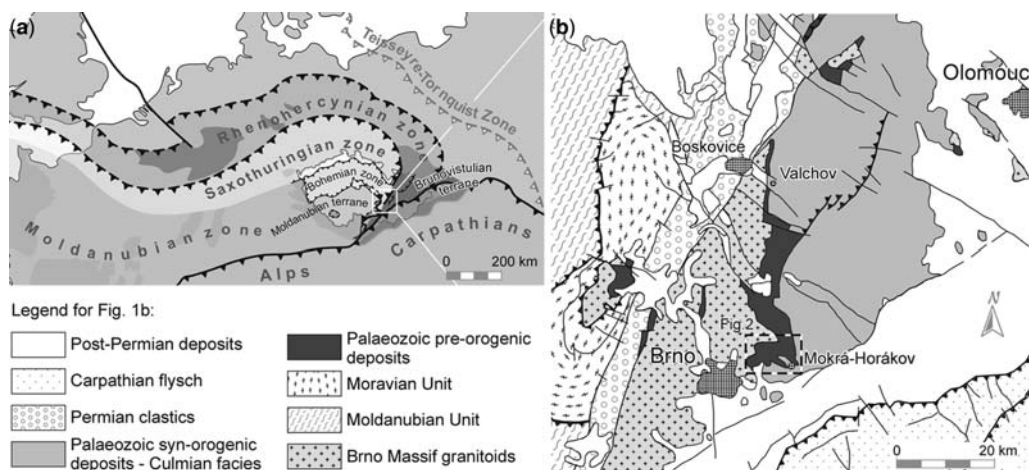 (a)
Teisseyre-Tornquist Zone
Rhenohercynian zone
Saxothuringian zone
Bohemian zone
Brunovistulian
terrane
Moldanubian terrane
Moldanubian zone
Carpathians
Alps
0 200 km
Legend for Fig. 1b:
Post-Permian deposits
Carpathian flysch
Permian clastics
Palaeozoic syn-orogenic
deposits - Culmian facies
Palaeozoic pre-orogenic
deposits
Moravian Unit
Moldanubian Unit
Brno Massif granitoids
(b)
Olomouc
Boskovice
Valchov
N
Fig.2
Brno
Mokrá-Horákov
0 20 km